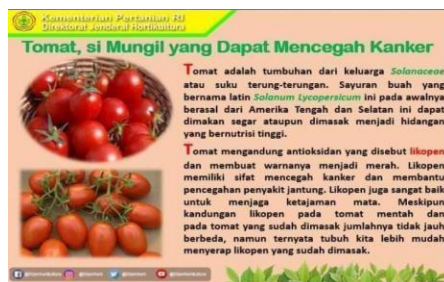 Kementerian Pertanian RI
Direktorat Jenderal Hortikultura
Tomat, si Mungil yang Dapat Mencegah Kanker
Tomat adalah tumbuhan dari keluarga Solanaceae
atau suku terung-terungan. Sayuran buah yang
bernama latin Solanum Lycopersicum ini pada awalnya
berasal dari Amerika Tengah dan Selatan ini dapat
dimakan segar ataupun dimasak menjadi hidangan
yang bernutrisi tinggi.
Tomat mengandung antioksidan yang disebut likopen
dan membuat warnanya menjadi merah. Likopen
memiliki sifat mencegah kanker dan membantu
pencegahan penyakit jantung. Likopen juga sangat baik
untuk menjaga ketajaman mata. Meskipun
kandungan likopen pada tomat mentah dan
pada tomat yang sudah dimasak jumlahnya tidak jauh
berbeda, namun ternyata tubuh kita lebih mudah
menyerap likopen yang sudah dimasak.